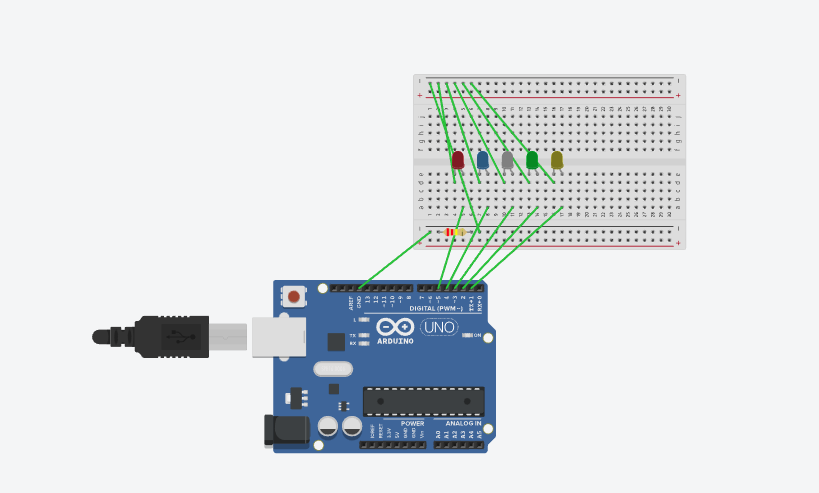 - -
+ +
j i h g f
f g h i j
e d c b a
a b c d e
- -
+ +
AREF
GND
13
12
~11
~10
~9
8
7
~6
~5
4
~3
2
TX→1
RX←0
DIGITAL (PWM~)
L
TX
RX
ARDUINO
UNO
ON
POWER
ANALOG IN
IOREF
RESET
3.3V
5V
GND
GND
Vin
A0
A1
A2
A3
A4
A5